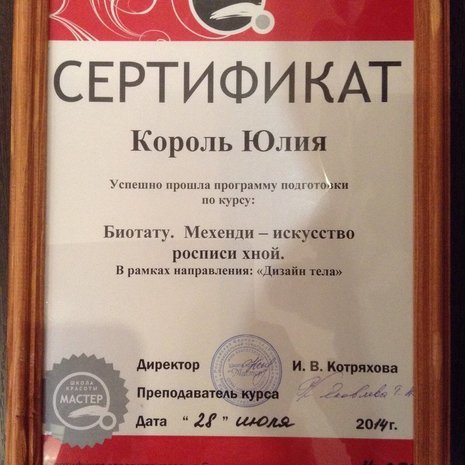 СЕРТИФИКАТ
Король Юлия
Успешно прошла программу подготовки
по курсу:
Биотату. Мехенди – искусство
росписи хной.
В рамках направления: «Дизайн тела»
ШКОЛА
КРАСОТЫ
МАСТЕР
Директор И. В. Котряхова
Преподаватель курса Яковлева
Дата “ 28 ” июля 2014г.